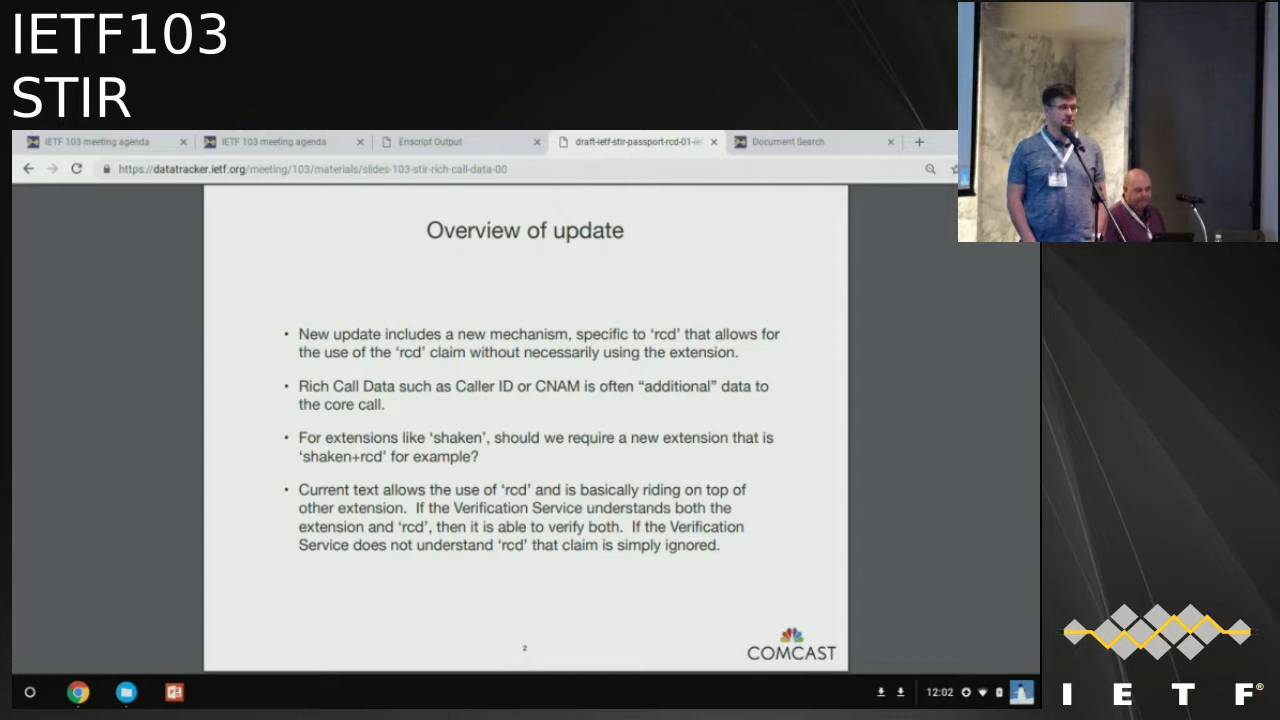 IETF103
STIR
IETF 103 meeting agenda
IETF 103 meeting agenda
Enscript Output
draft-ietf-stir-passport-rcd-01-
Document Search
https://datatracker.ietf.org/meeting/103/materials/slides-103-stir-rich-call-data-00
Overview of update
• New update includes a new mechanism, specific to ‘rcd’ that allows for
the use of the ‘rcd’ claim without necessarily using the extension.
• Rich Call Data such as Caller ID or CNAM is often “additional” data to
the core call.
• For extensions like ‘shaken’, should we require a new extension that is
‘shaken+rcd’ for example?
• Current text allows the use of ‘rcd’ and is basically riding on top of
other extension.  If the Verification Service understands both the
extension and ‘rcd’, then it is able to verify both.  If the Verification
Service does not understand ‘rcd’ that claim is simply ignored.
2
COMCAST
12:02
I E T F®